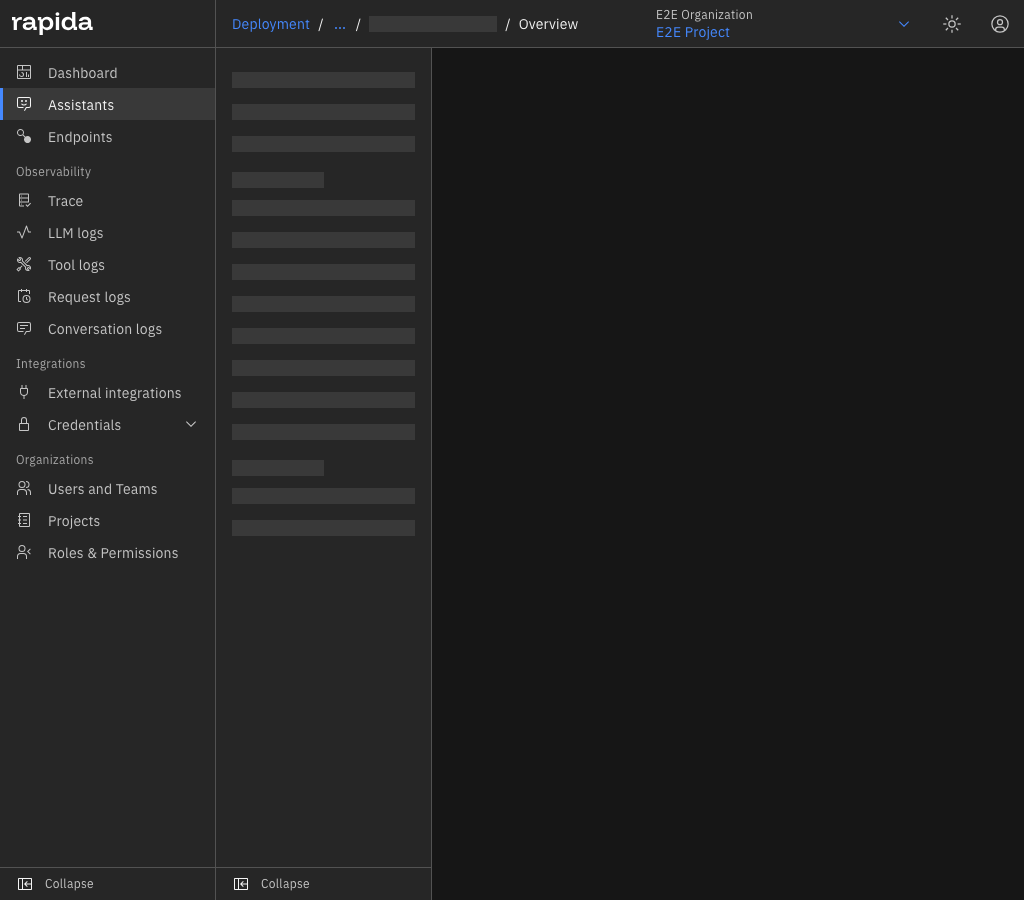 rapida
Deployment / ... / / Overview
E2E Organization
E2E Project
Dashboard
Assistants
Endpoints
Observability
Trace
LLM logs
Tool logs
Request logs
Conversation logs
Integrations
External integrations
Credentials
Organizations
Users and Teams
Projects
Roles & Permissions
Collapse
Collapse